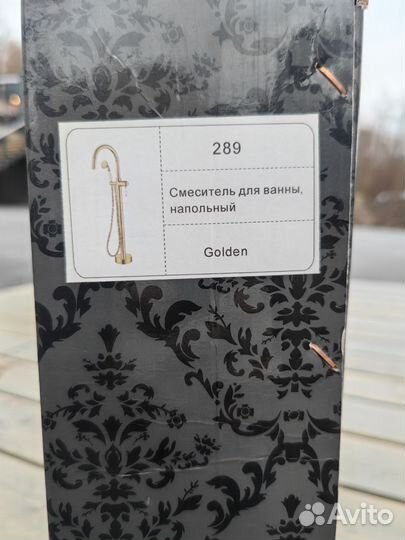 289
Смеситель для ванны,
напольный
Golden
Avito